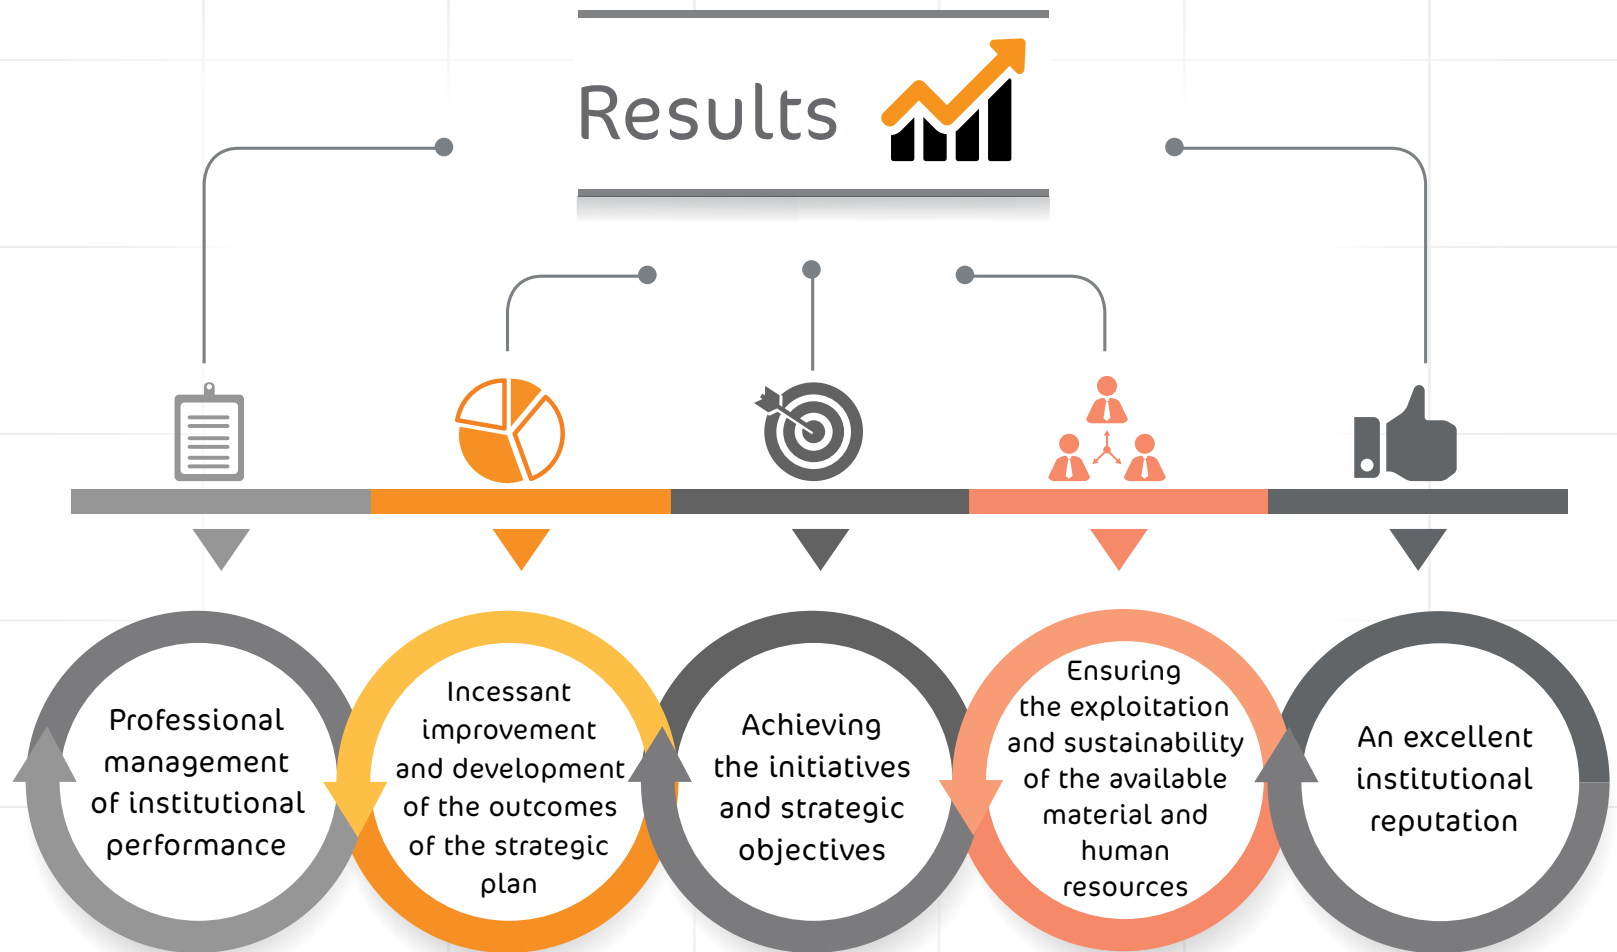 Results
Professional
management
of institutional
performance
Incessant
improvement
and development
of the outcomes
of the strategic
plan
Achieving
the initiatives
and strategic
objectives
Ensuring
the exploitation
and sustainability
of the available
material and
human
resources
An excellent
institutional
reputation